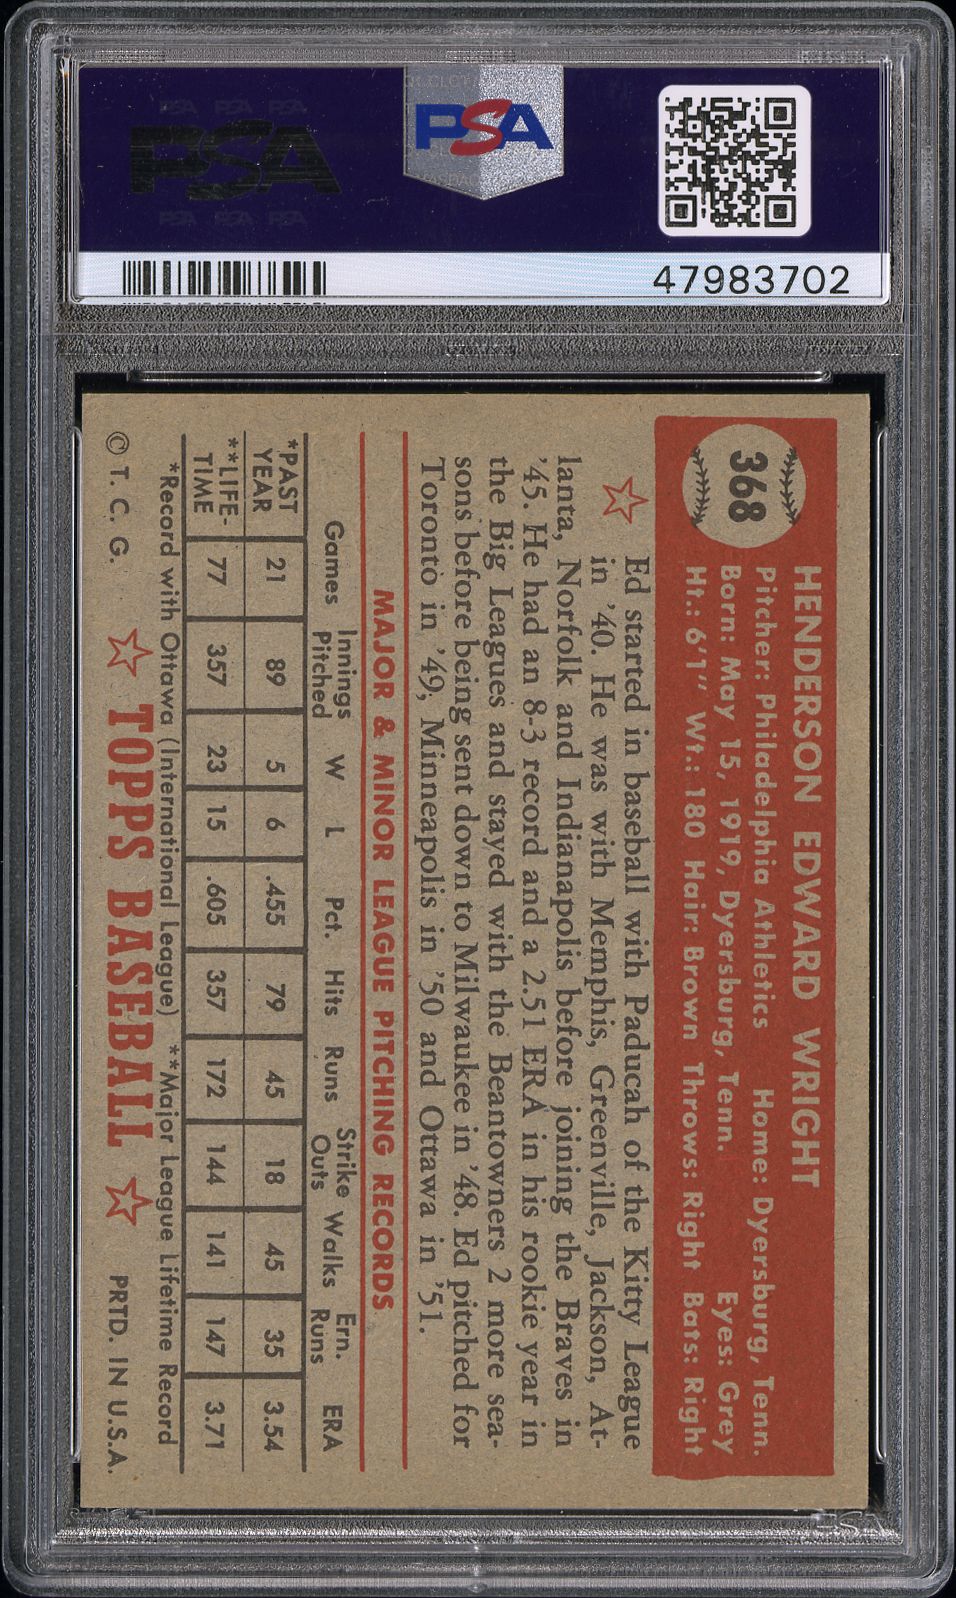 PSA PSA PSA
PSA
PSA PSA PSA
PSA
47983702
368
HENDERSON EDWARD WRIGHT
Pitcher: Philadelphia Athletics Home: Dyersburg, Tenn.
Born: May 15, 1919, Dyersburg, Tenn. Eyes: Grey
Ht.: 6'1" Wt.: 180 Hair: Brown Throws: Right Bats: Right
Ed started in baseball with Paducah of the Kitty League
in '40. He was with Memphis, Greenville, Jackson, At-
lanta, Norfolk and Indianapolis before joining the Braves in
'45. He had an 8-3 record and a 2.51 ERA in his rookie year in
the Big Leagues and stayed with the Beantowners 2 more sea-
sons before being sent down to Milwaukee in '48. Ed pitched for
Toronto in '49, Minneapolis in '50 and Ottawa in '51.
MAJOR & MINOR LEAGUE PITCHING RECORDS
Games Innings Pitched W L Pct. Hits Runs Strike Outs Walks Ern. Runs ERA
*PAST YEAR 21 89 5 6 .455 79 45 18 45 35 3.54
**LIFE-TIME 77 357 23 15 .605 357 172 144 141 147 3.71
*Record with Ottawa (International League) **Major League Lifetime Record
© T. C. G. TOPPS BASEBALL PRTD. IN U.S.A.